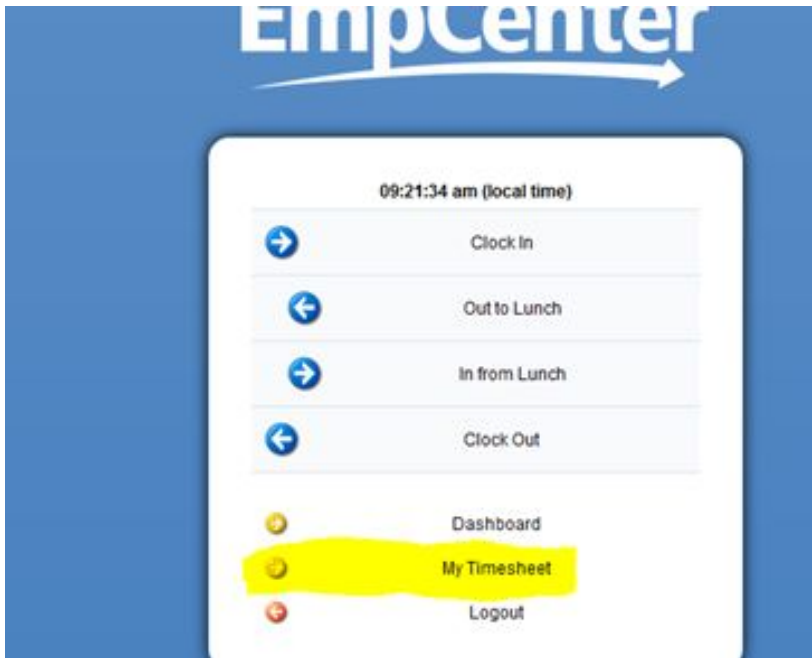 EmpCenter
09:21:34 am (local time)
Clock In
Out to Lunch
In from Lunch
Clock Out
Dashboard
My Timesheet
Logout